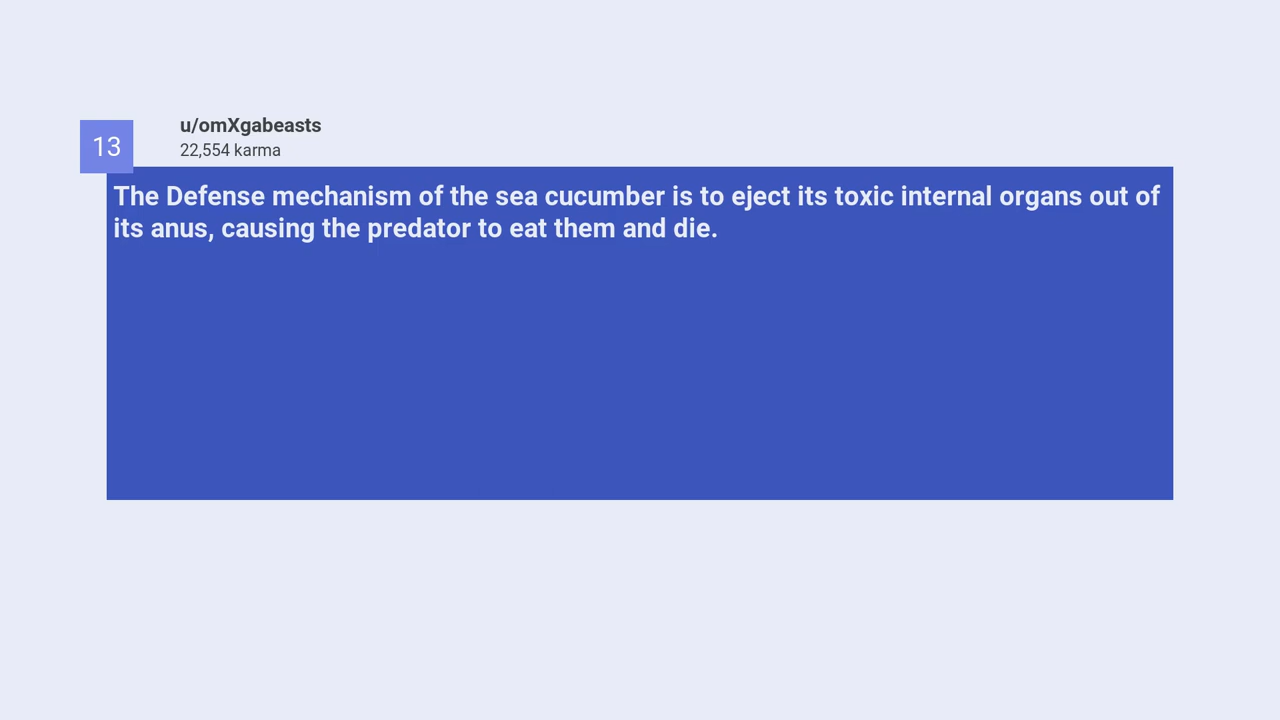 13
u/omXgabeasts
22,554 karma
The Defense mechanism of the sea cucumber is to eject its toxic internal organs out of
its anus, causing the predator to eat them and die.